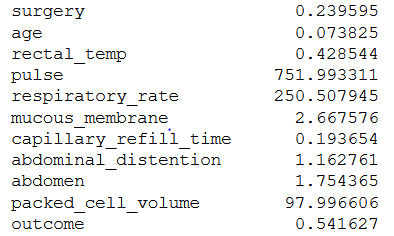 surgery 0.239595
age 0.073825
rectal_temp 0.428544
pulse 751.993311
respiratory_rate 250.507945
mucous_membrane 2.667576
capillary_refill_time 0.193654
abdominal_distention 1.162761
abdomen 1.754365
packed_cell_volume 97.996606
outcome 0.541627